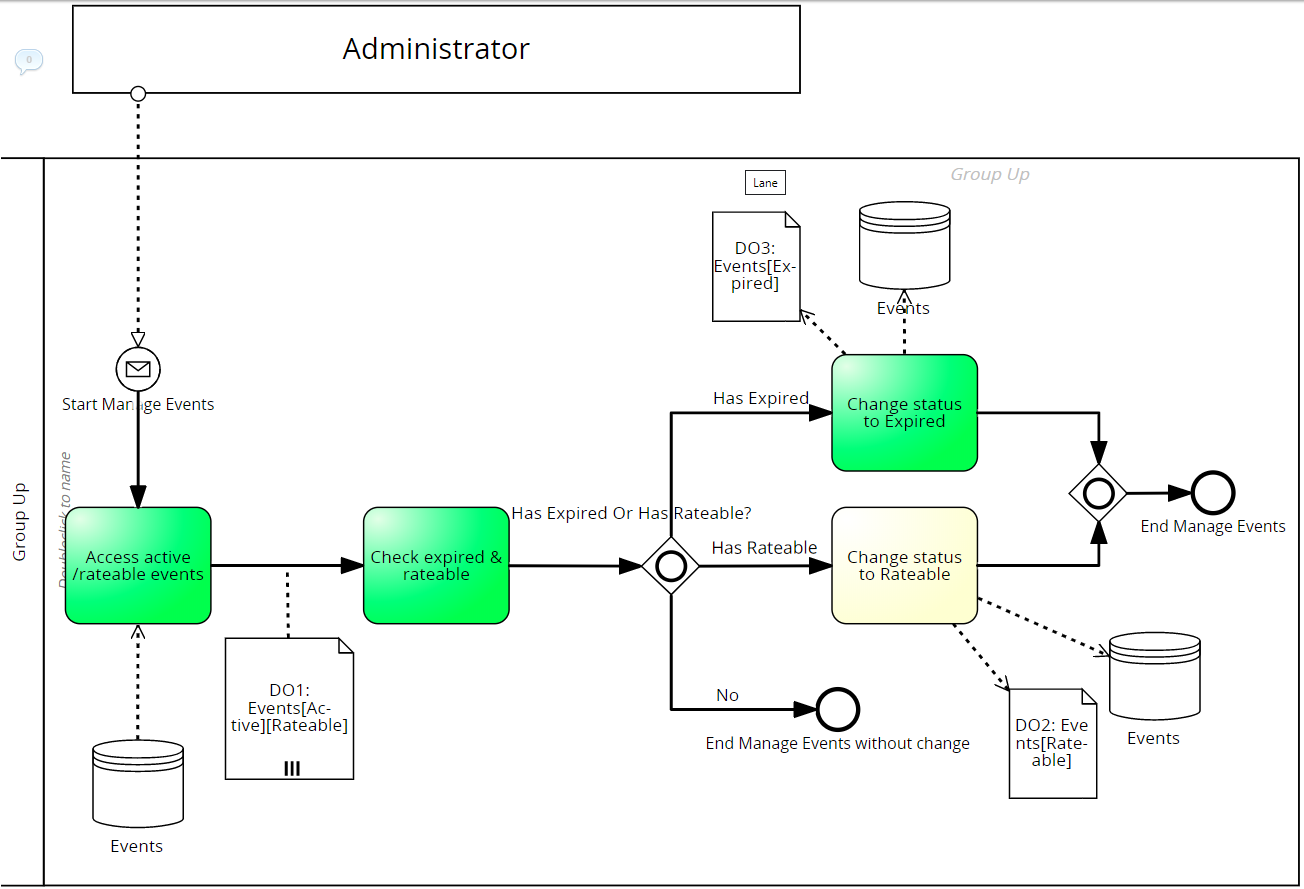 0
Administrator
Group Up
Lane
DO3:
Events[Ex-
pired]
Events
Start Manage Events
Has Expired
Change status
to Expired
Doubleclick to name
Group Up
Has Expired Or Has Rateable?
End Manage Events
Access active
/rateable events
Check expired &
rateable
Has Rateable
Change status
to Rateable
DO1:
Events[Ac-
tive][Rateable]
No
End Manage Events without change
DO2: Eve
nts[Rate-
able]
Events
Events